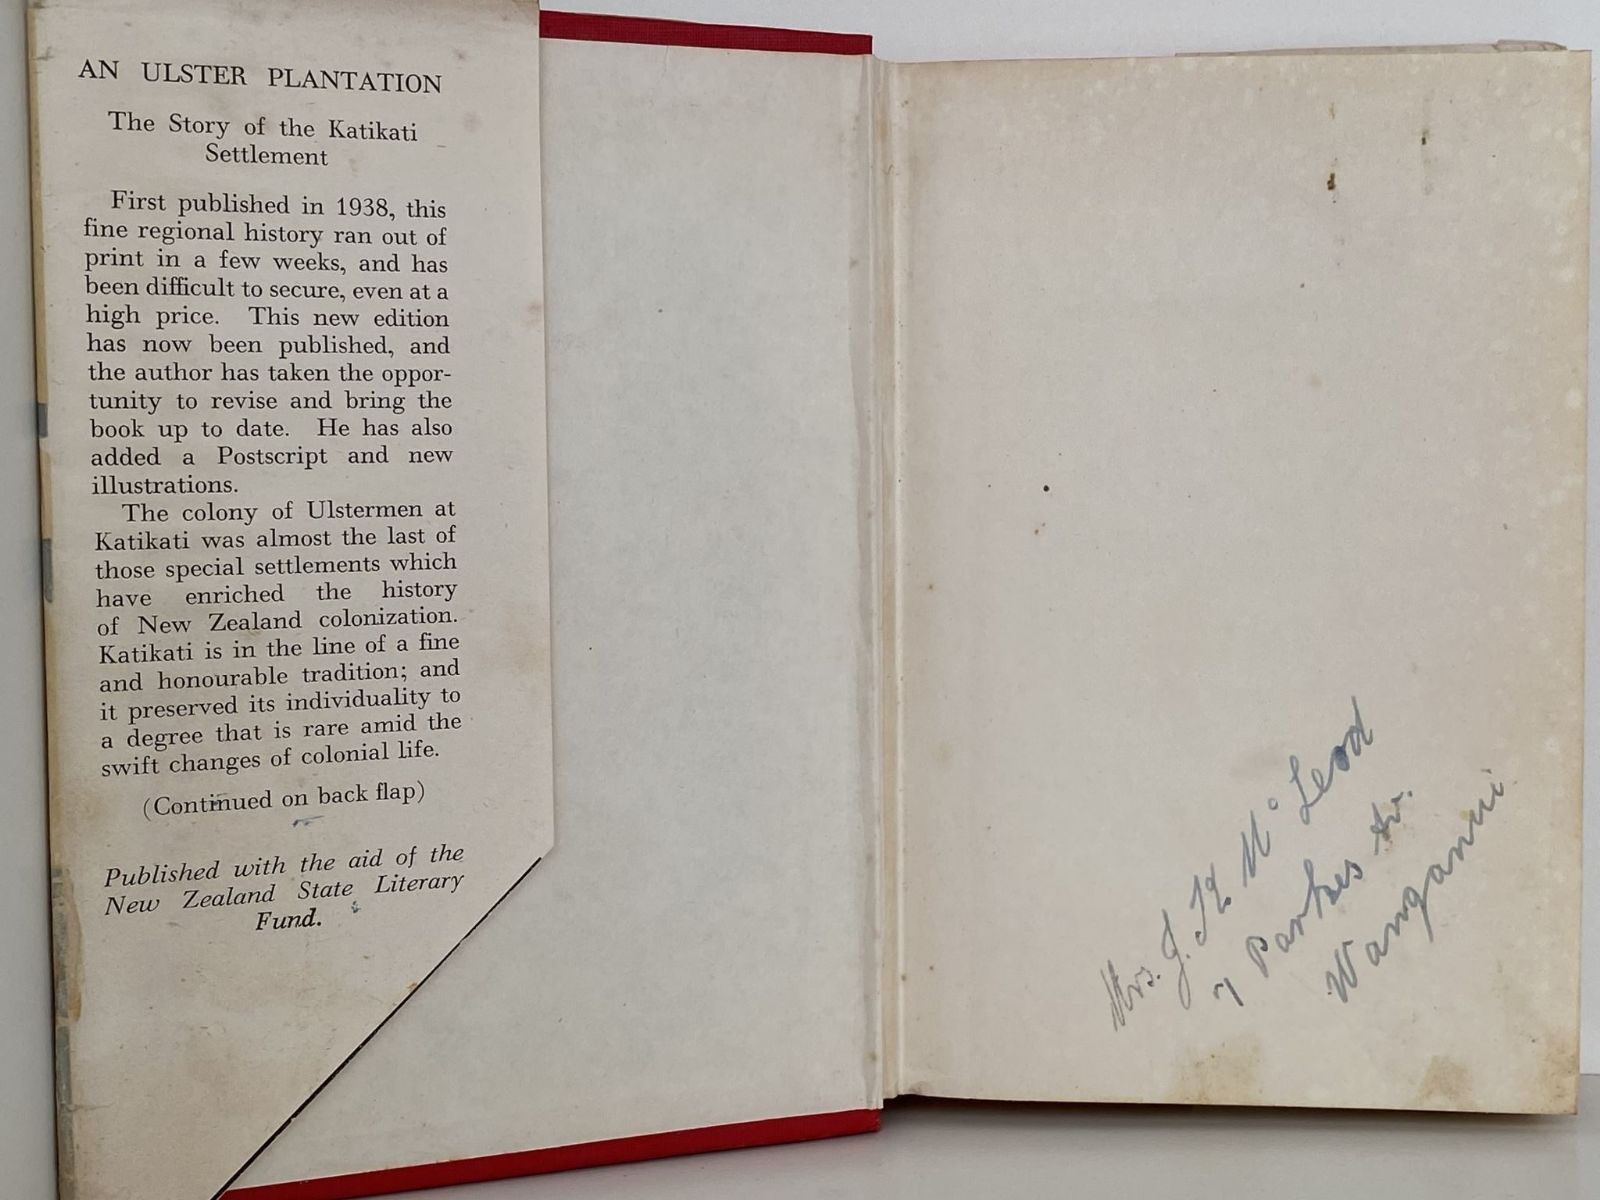 AN ULSTER PLANTATION
The Story of the Katikati
Settlement
First published in 1938, this
fine regional history ran out of
print in a few weeks, and has
been difficult to secure, even at a
high price. This new edition
has now been published, and
the author has taken the oppor-
tunity to revise and bring the
book up to date. He has also
added a Postscript and new
illustrations.
The colony of Ulstermen at
Katikati was almost the last of
those special settlements which
have enriched the history
of New Zealand colonization.
Katikati is in the line of a fine
and honourable tradition; and
it preserved its individuality to
a degree that is rare amid the
swift changes of colonial life.
(Continued on back flap)
Published with the aid of the
New Zealand State Literary
Fund.
Mrs. J. McLeod
7 Parkes Av.
Wanganui